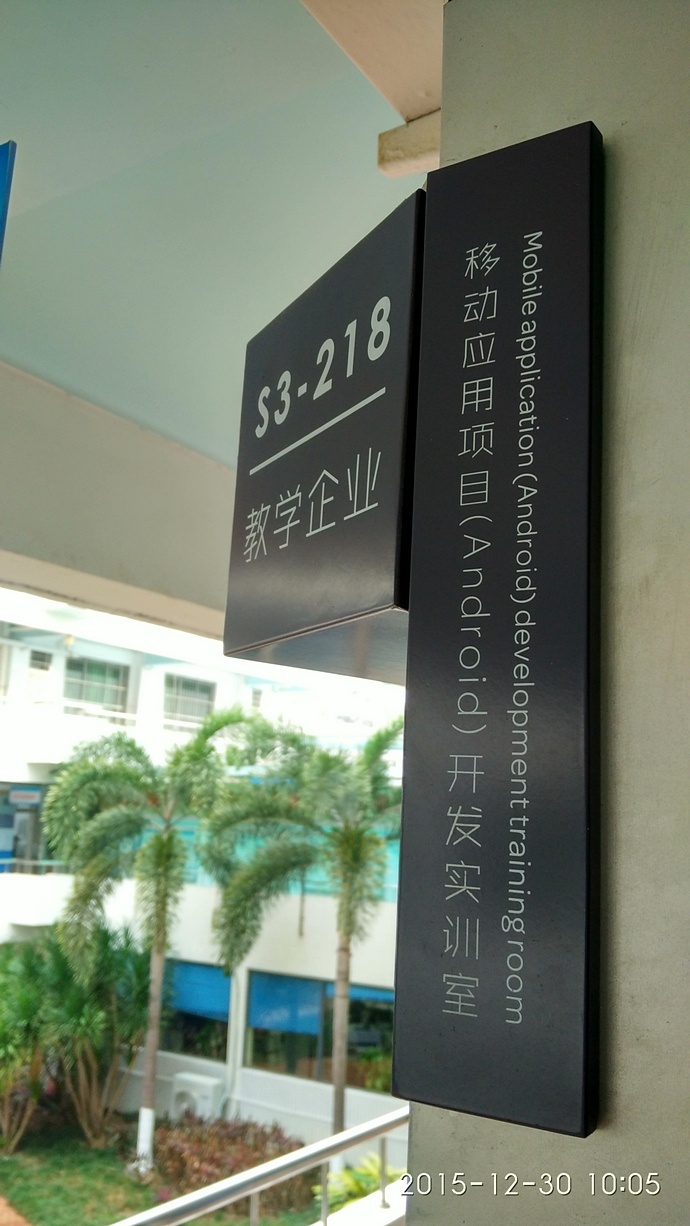 S3-218
教学企业
移动应用项目(Android)开发实训室
Mobile application (Android) development training room
2015-12-30 10:05